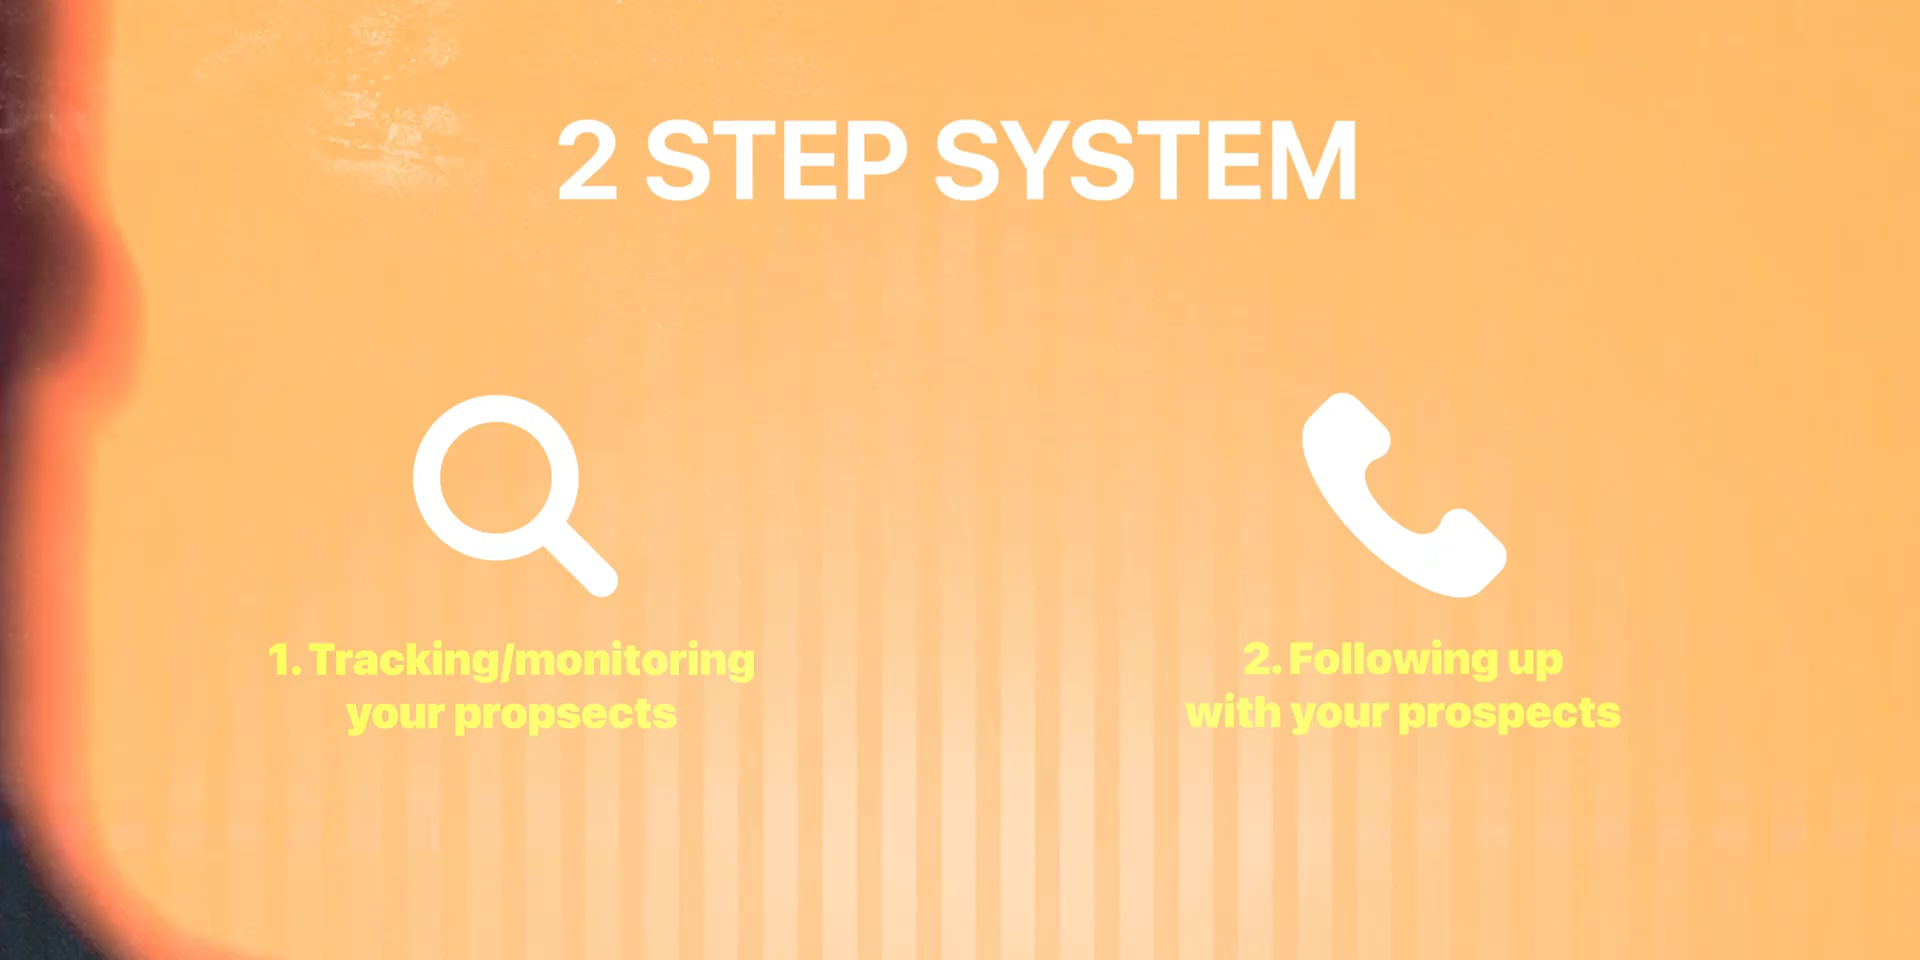 2 STEP SYSTEM
1. Tracking/monitoring
your propsects
2. Following up
with your prospects